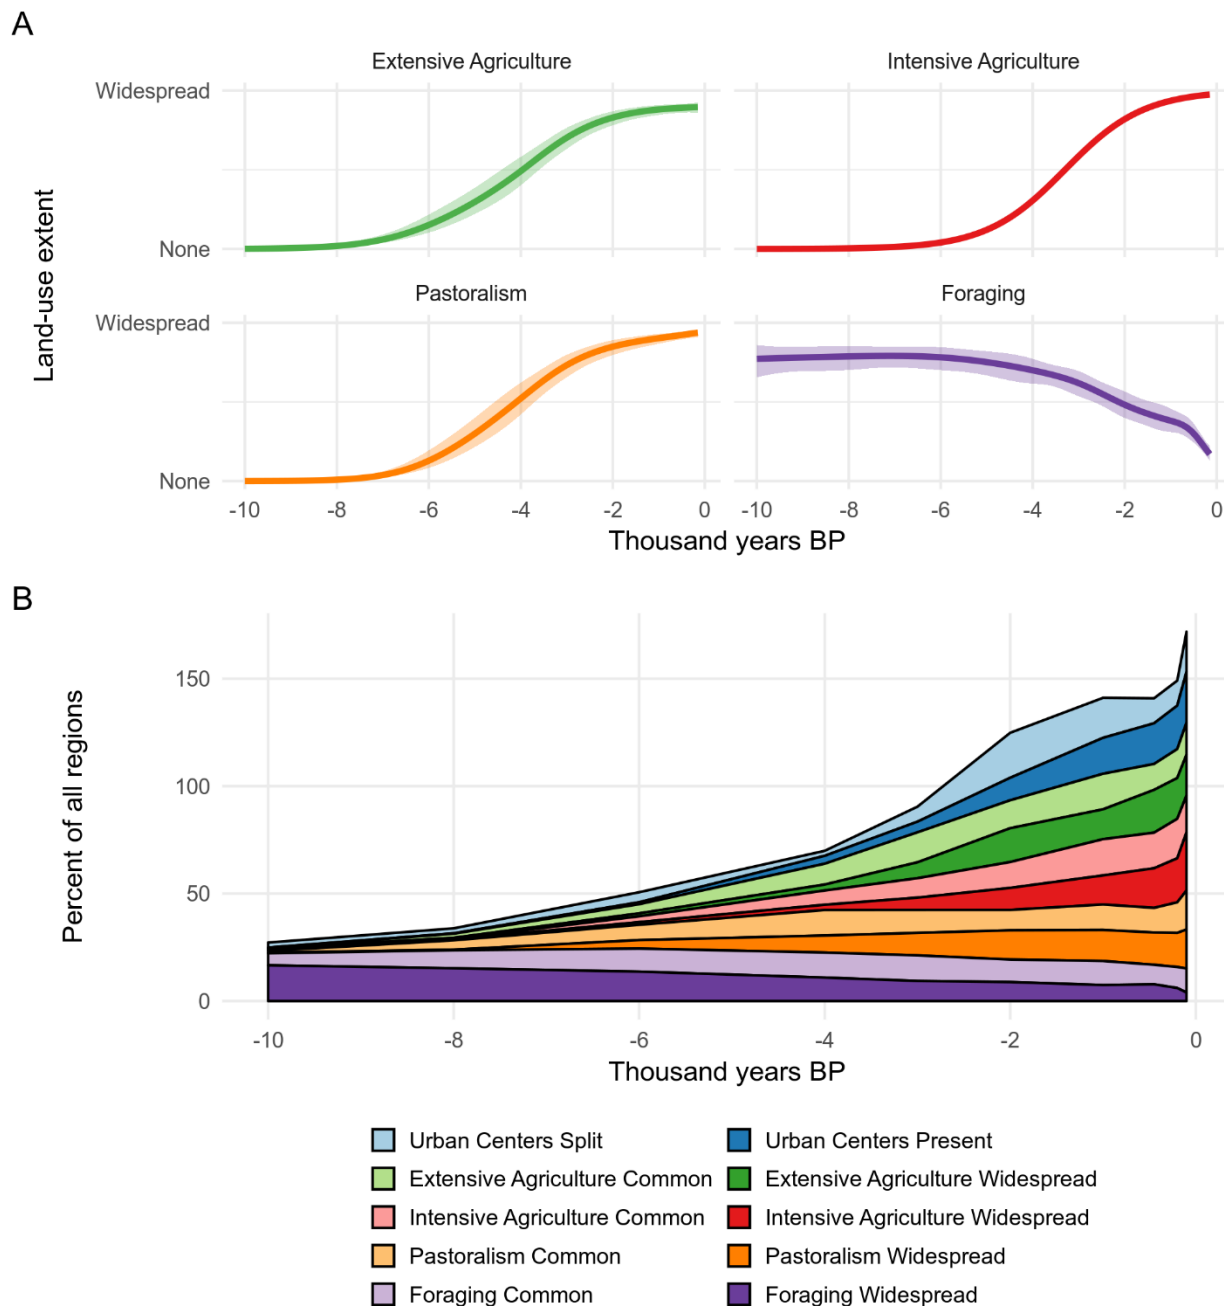 A
Extensive Agriculture Intensive Agriculture
Widespread
None
Land-use extent
Pastoralism Foraging
Widespread
None
-10 -8 -6 -4 -2 0 -10 -8 -6 -4 -2 0
Thousand years BP
B
150
100
50
0
Percent of all regions
-10 -8 -6 -4 -2 0
Thousand years BP
Urban Centers Split Urban Centers Present
Extensive Agriculture Common Extensive Agriculture Widespread
Intensive Agriculture Common Intensive Agriculture Widespread
Pastoralism Common Pastoralism Widespread
Foraging Common Foraging Widespread